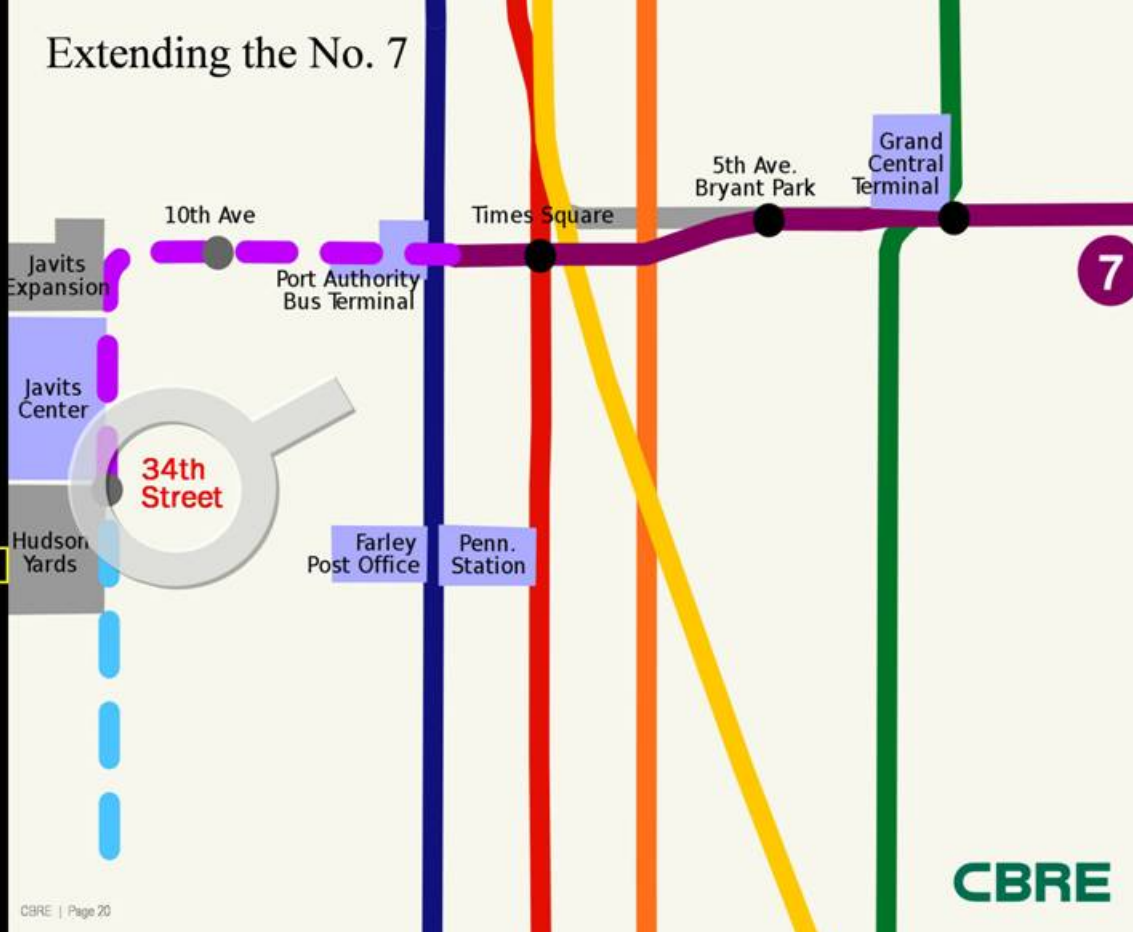 Extending the No. 7
Grand
Central
Terminal
5th Ave.
Bryant Park
10th Ave
Times Square
Javits
Expansion
Port Authority
Bus Terminal
7
Javits
Center
34th
Street
Hudson
Yards
Farley
Post Office
Penn.
Station
CBRE
CBRE | Page 20